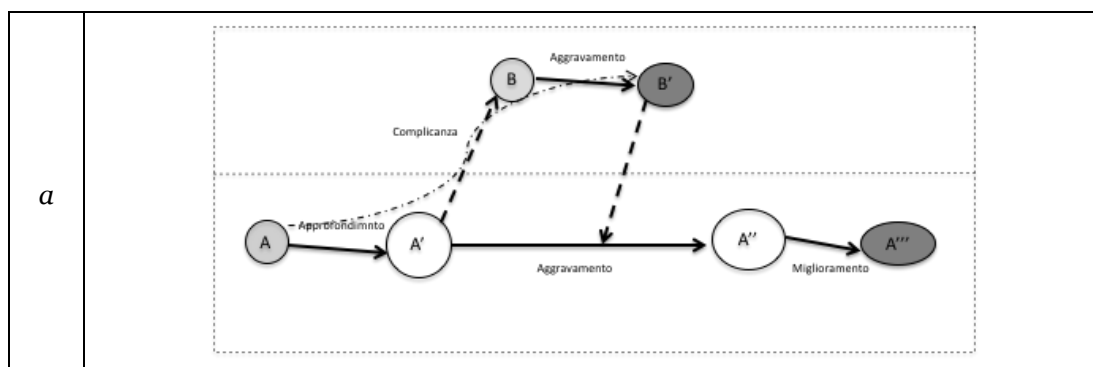 a
Aggravamento
B
B′
Complicanza
Approfondimnto
A
A′
A′′
A′′′
Aggravamento
Miglioramento